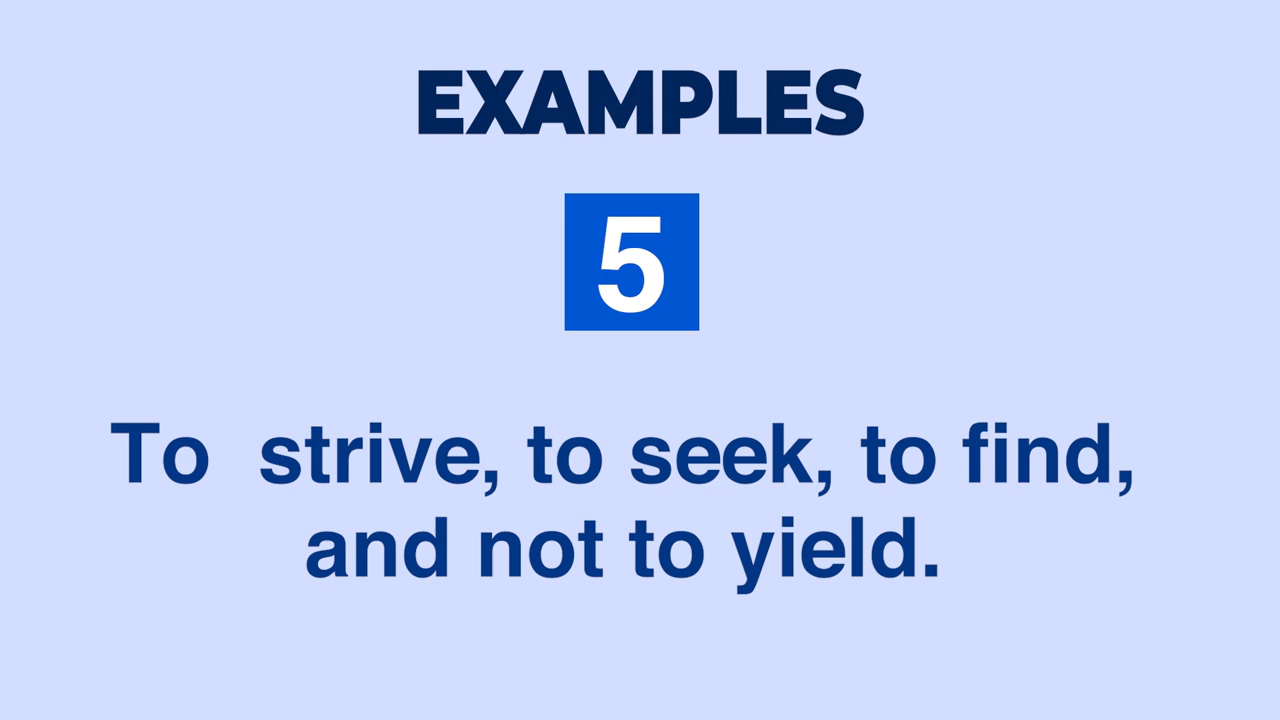 EXAMPLES
5
To  strive, to seek, to find,
and not to yield.